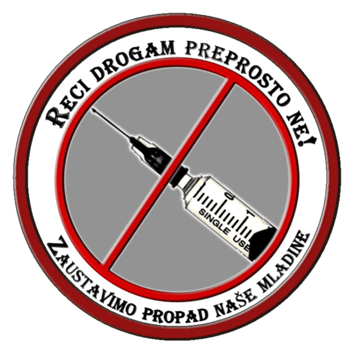 Reci drogam preprosto ne!
SINGLE USE
Zaustavimo propad naše mladine